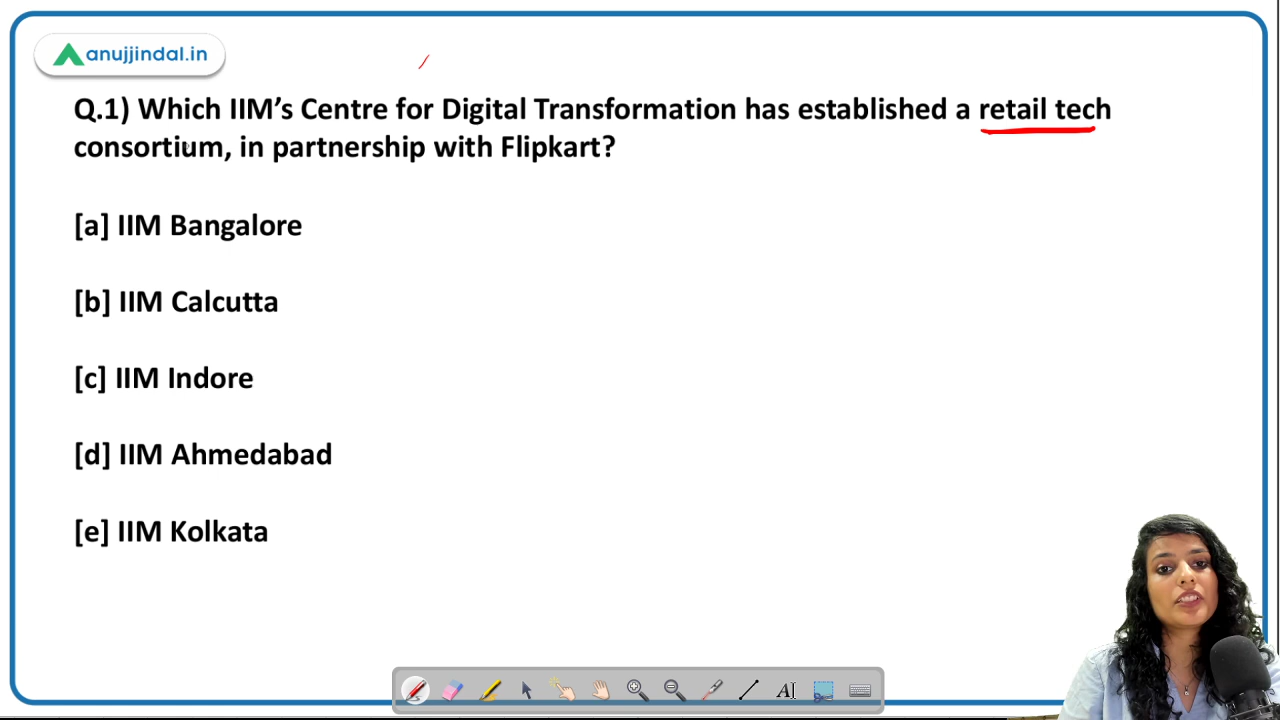 anujjindal.in
Q.1) Which IIM’s Centre for Digital Transformation has established a retail tech
consortium, in partnership with Flipkart?
[a] IIM Bangalore
[b] IIM Calcutta
[c] IIM Indore
[d] IIM Ahmedabad
[e] IIM Kolkata
A